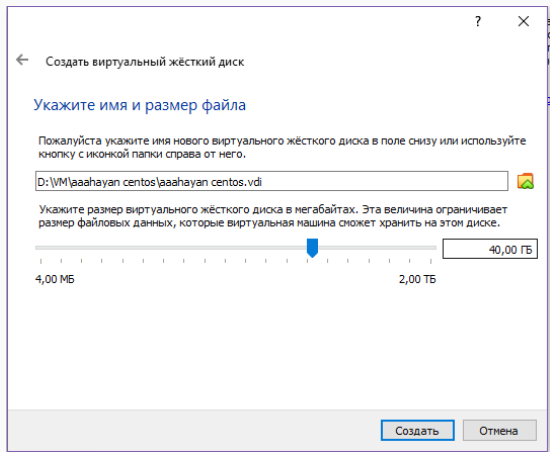 ?
Создать виртуальный жёсткий диск
Укажите имя и размер файла
Пожалуйста укажите имя нового виртуального жёсткого диска в поле снизу или используйте
кнопку с иконкой папки справа от него.
D:\VM\aaahayan centos\aaahayan centos.vdi
Укажите размер виртуального жёсткого диска в мегабайтах. Эта величина ограничивает
размер файловых данных, которые виртуальная машина сможет хранить на этом диске.
40,00 ГБ
4,00 МБ 2,00 ТБ
Создать Отмена